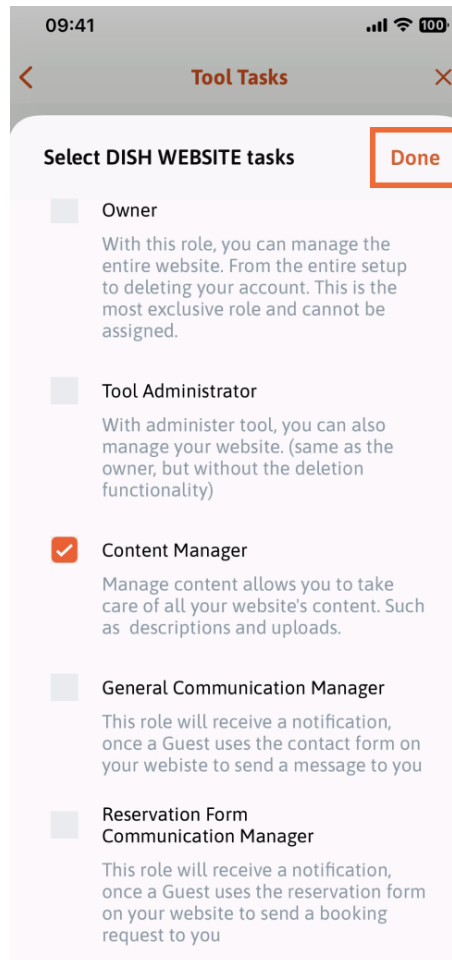 09:41
100
Tool Tasks
Select DISH WEBSITE tasks
Done
Owner
With this role, you can manage the
entire website. From the entire setup
to deleting your account. This is the
most exclusive role and cannot be
assigned.
Tool Administrator
With administer tool, you can also
manage your website. (same as the
owner, but without the deletion
functionality)
Content Manager
Manage content allows you to take
care of all your website's content. Such
as descriptions and uploads.
General Communication Manager
This role will receive a notification,
once a Guest uses the contact form on
your webiste to send a message to you
Reservation Form
Communication Manager
This role will receive a notification,
once a Guest uses the reservation form
on your website to send a booking
request to you